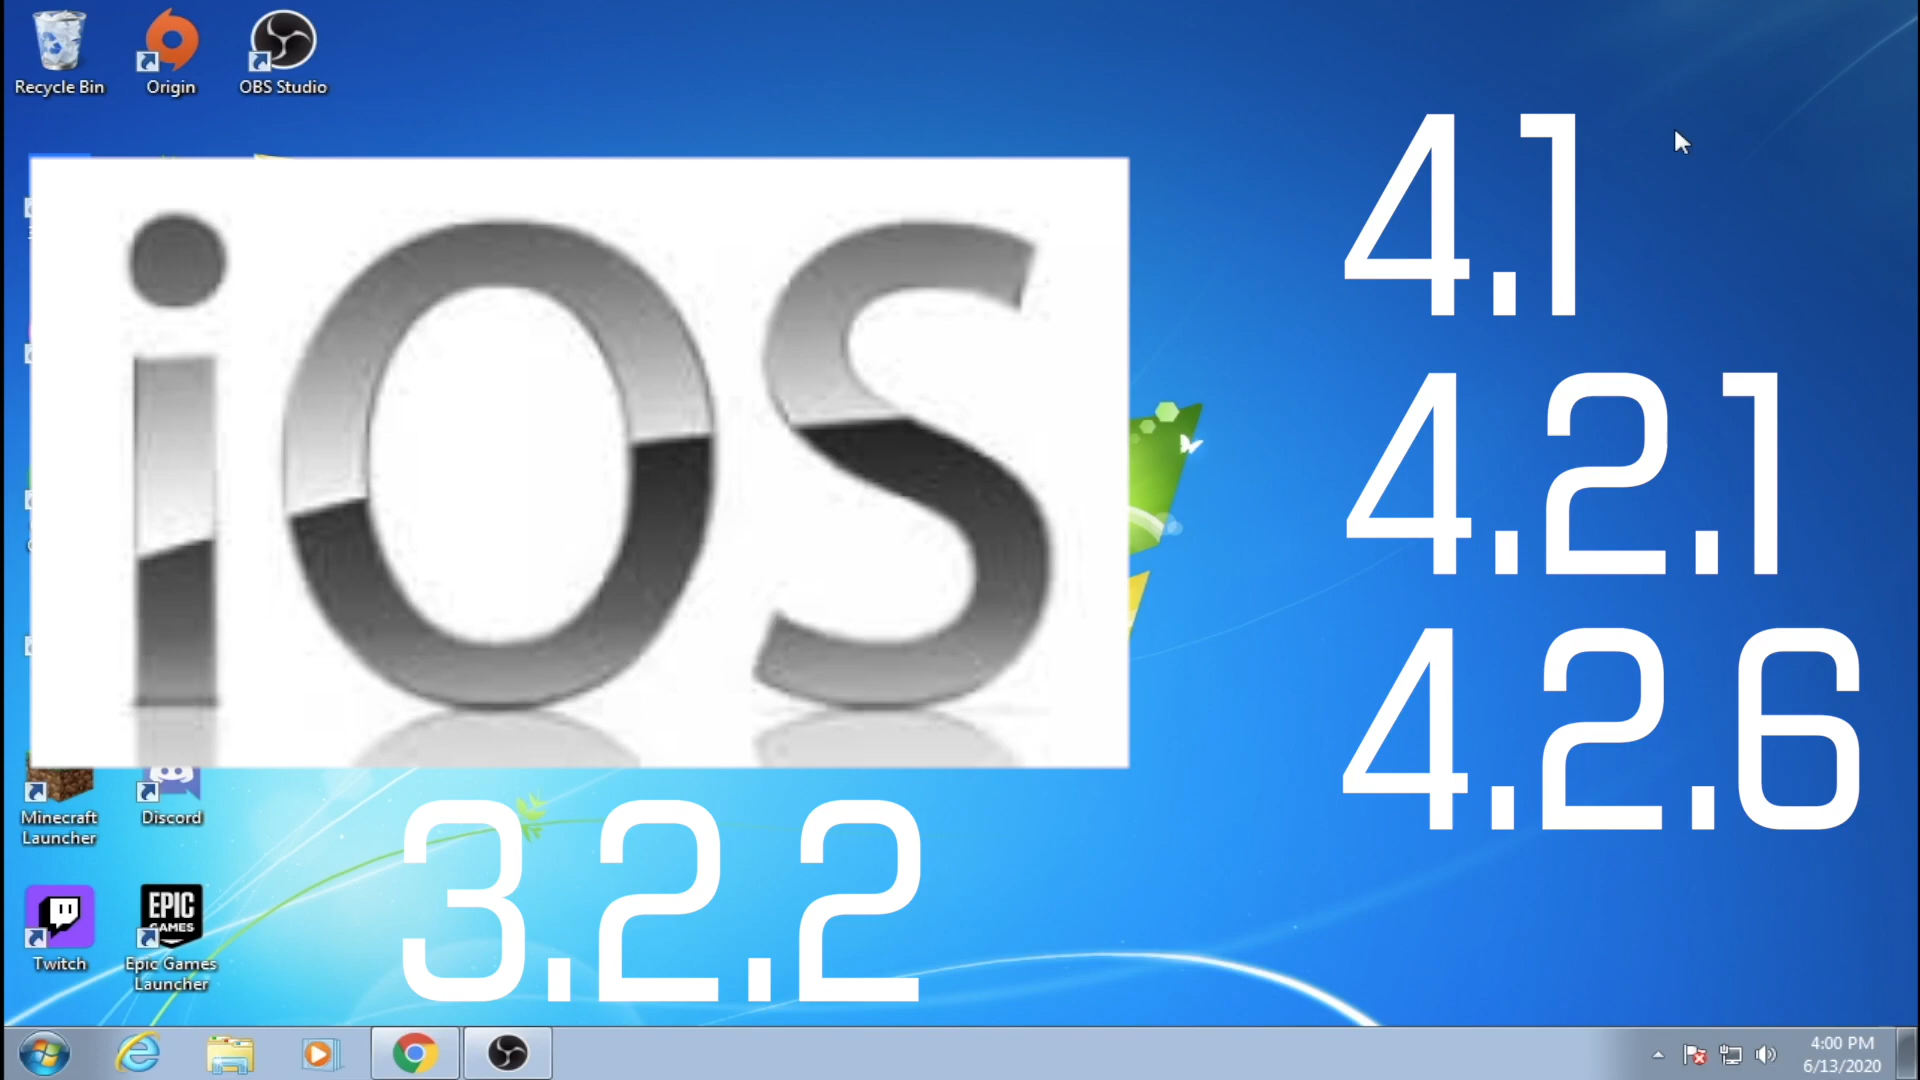 Recycle Bin
Origin
OBS Studio
iOS
4.1
4.2.1
4.2.6
3.2.2
Minecraft
Launcher
Discord
Twitch
EPIC
GAMES
Epic Games
Launcher
4:00 PM
6/13/2020